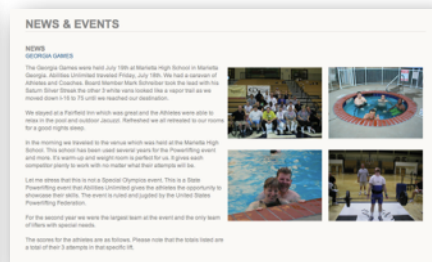 NEWS & EVENTS
NEWS
GEORGIA GAMES
The Georgia Games were held July 19th at Marietta High School in Marietta
Georgia. Abilities Unlimited traveled Friday, July 18th. We had a caravan of
Athletes and Coaches. Board Member Mark Schreiber took the lead with his
Saturn Silver Streak the other 9 white vans looked like a vapor trail as we
moved down I-16 to 75 until we reached our destination.
We stayed at a Fairfield Inn which was great and the Athletes were able to
relax in the pool and outdoor Jacuzzi. Refreshed we all retreated to our rooms
for a good nights sleep.
In the morning we traveled to the venue which was held at the Marietta High
School. This school has been used several years for the Powerlifting event
and more. It's warm-up and weight room is perfect for us. It gives each
competitor plenty to work with no matter what their attempts will be.
Let me stress that this is not a Special Olympics event. This is a State
Powerlifting event that Abilities Unlimited gives the athletes the opportunity to
showcase their skills. The event is ruled and judged by the United States
Powerlifting Federation.
For the second year we were the largest team at the event and the only team
of lifters with special needs.
The scores for the athletes are as follows. Please note that the totals listed are
a total of their 3 attempts in that specific lift.